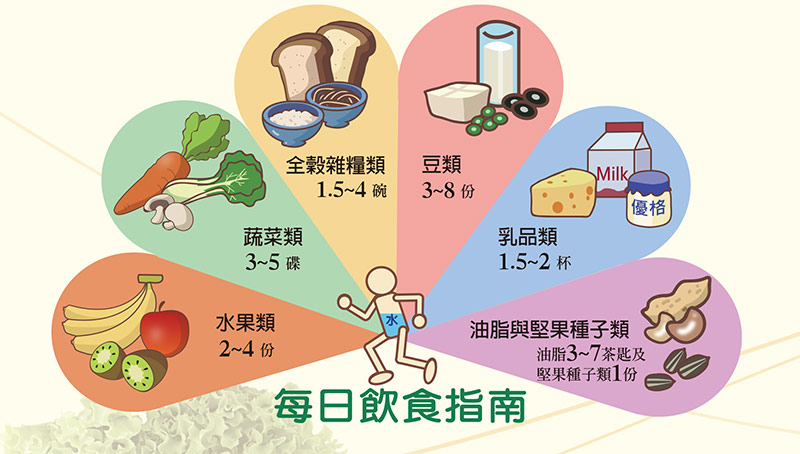 全穀雜糧類
1.5~4 碗
豆類
3~8 份
蔬菜類
3~5 碟
Milk
優格
乳品類
1.5~2 杯
水果類
2~4 份
水
油脂與堅果種子類
油脂3~7茶匙及
堅果種子類1份
每日飲食指南